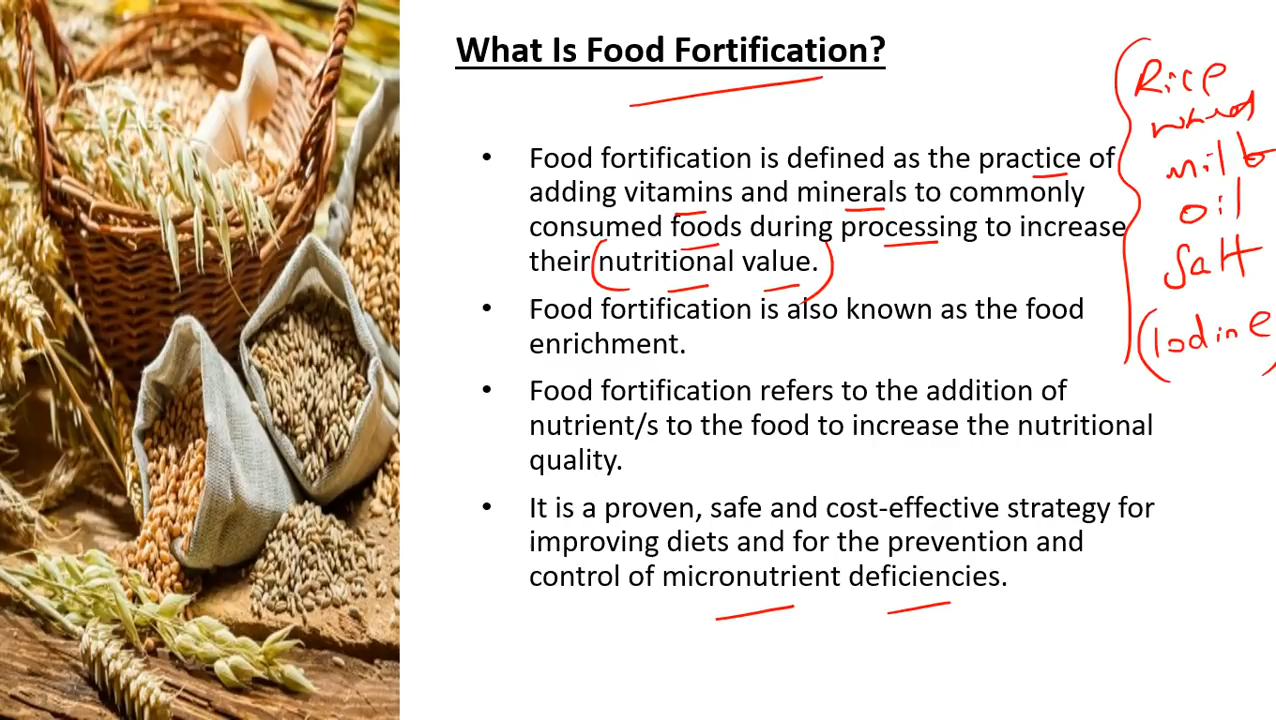 What Is Food Fortification?
• Food fortification is defined as the practice of
adding vitamins and minerals to commonly
consumed foods during processing to increase
their nutritional value.
• Food fortification is also known as the food
enrichment.
• Food fortification refers to the addition of
nutrient/s to the food to increase the nutritional
quality.
• It is a proven, safe and cost-effective strategy for
improving diets and for the prevention and
control of micronutrient deficiencies.
Rice
milk
oil
Salt
(Iodine)